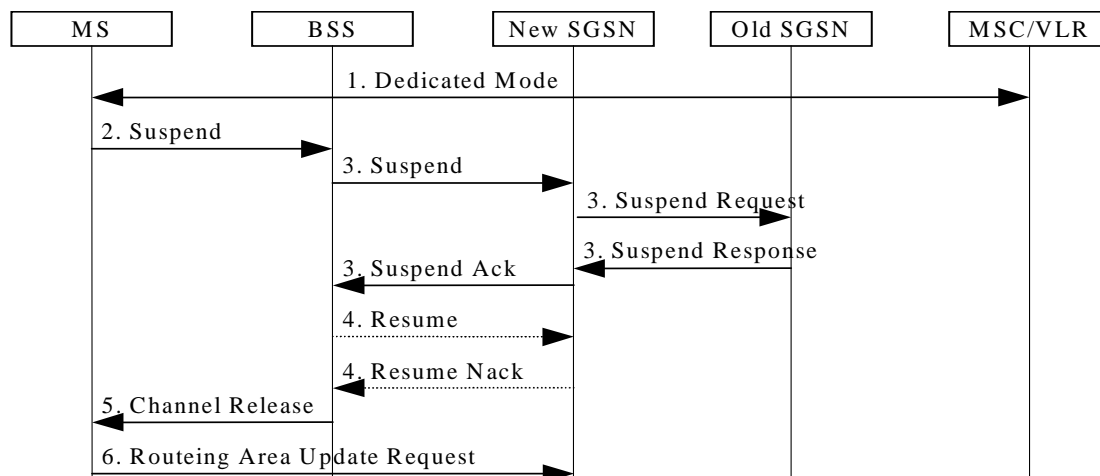 MS BSS New SGSN Old SGSN MSC/VLR
1. Dedicated Mode
2. Suspend
3. Suspend
3. Suspend Request
3. Suspend Response
3. Suspend Ack
4. Resume
4. Resume Nack
5. Channel Release
6. Routeing Area Update Request